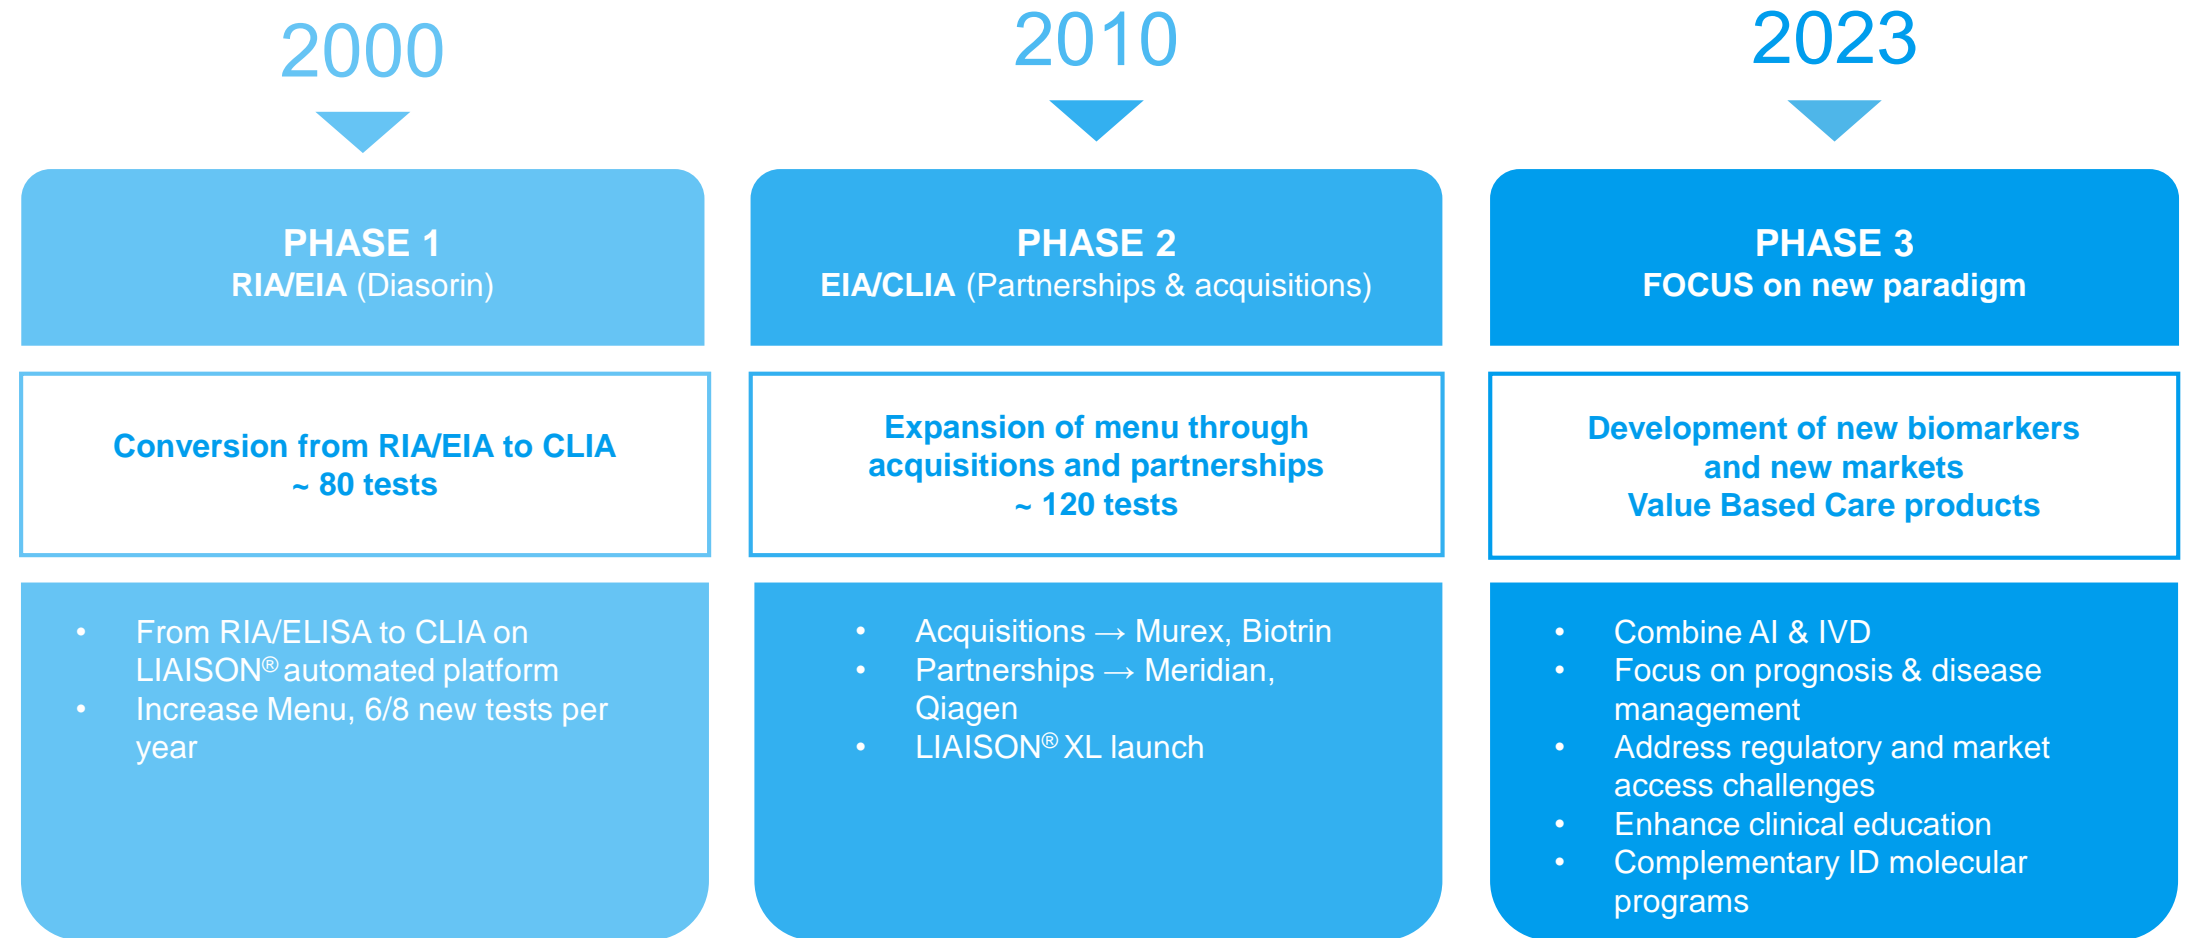 2000
PHASE 1
RIA/EIA (Diasorin)
Conversion from RIA/EIA to CLIA
~ 80 tests
• From RIA/ELISA to CLIA on
LIAISON® automated platform
• Increase Menu, 6/8 new tests per
year
2010
PHASE 2
EIA/CLIA (Partnerships & acquisitions)
Expansion of menu through
acquisitions and partnerships
~ 120 tests
• Acquisitions → Murex, Biotrin
• Partnerships → Meridian,
Qiagen
• LIAISON® XL launch
2023
PHASE 3
FOCUS on new paradigm
Development of new biomarkers
and new markets
Value Based Care products
• Combine AI & IVD
• Focus on prognosis & disease
management
• Address regulatory and market
access challenges
• Enhance clinical education
• Complementary ID molecular
programs